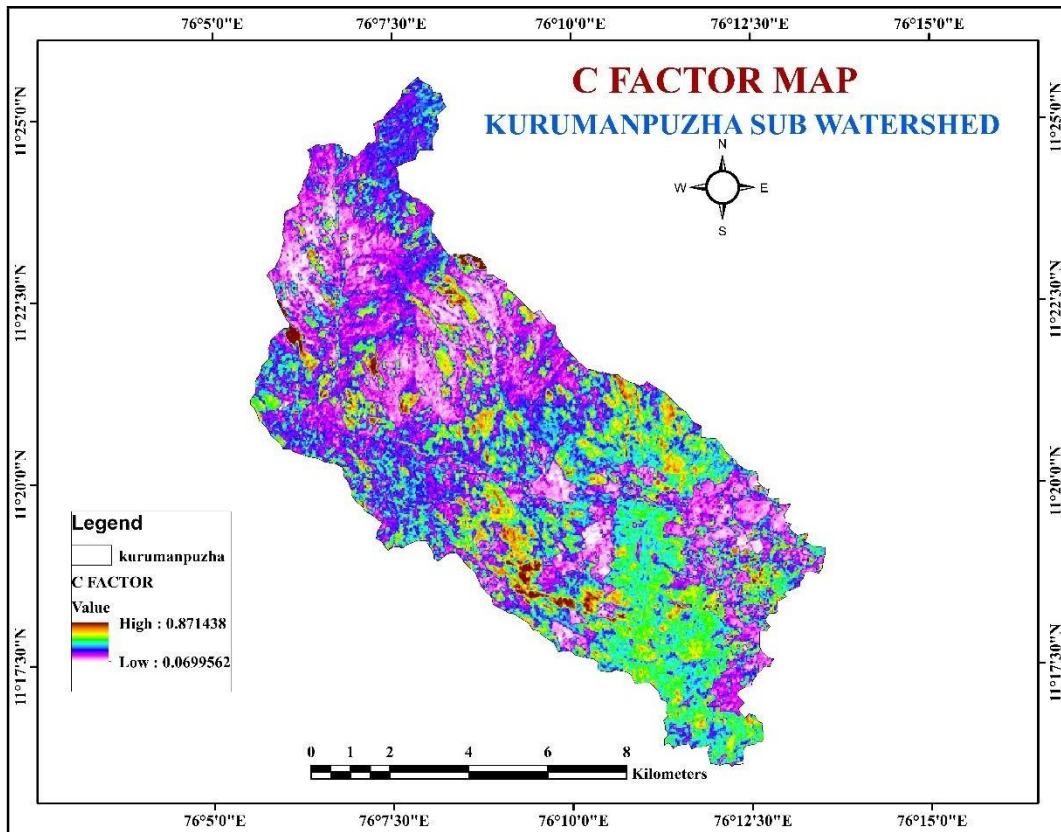 76°5'0"E
76°7'30"E
76°10'0"E
76°12'30"E
76°15'0"E
C FACTOR MAP
KURUMANPUZHA SUB WATERSHED
N
W
E
S
11°25'0"N
11°25'0"N
11°22'30"N
11°22'30"N
11°20'0"N
11°20'0"N
11°17'30"N
11°17'30"N
Legend
kurumanpuzha
C FACTOR
Value
High : 0.871438
Low : 0.0699562
0 1 2 4 6 8
Kilometers
76°5'0"E
76°7'30"E
76°10'0"E
76°12'30"E
76°15'0"E